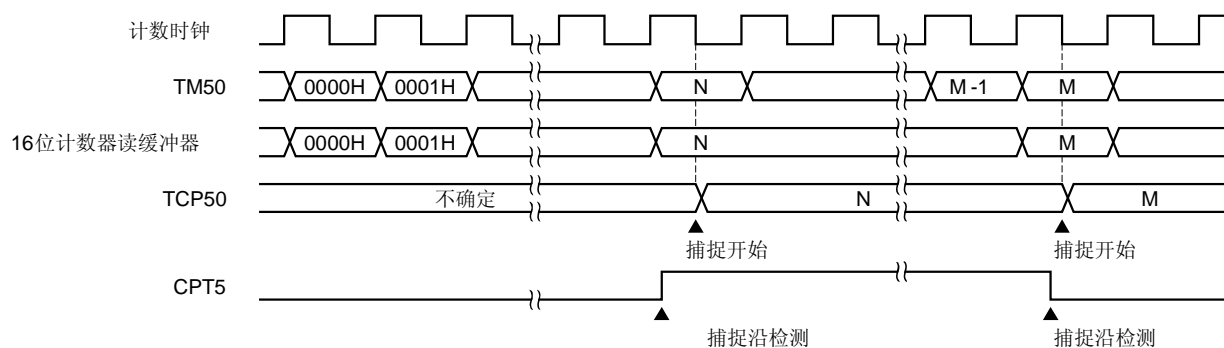 计数时钟
TM50
0000H 0001H N M -1 M
16位计数器读缓冲器
0000H 0001H N M
TCP50
不确定 N M
捕捉开始 捕捉开始
CPT5
捕捉沿检测 捕捉沿检测